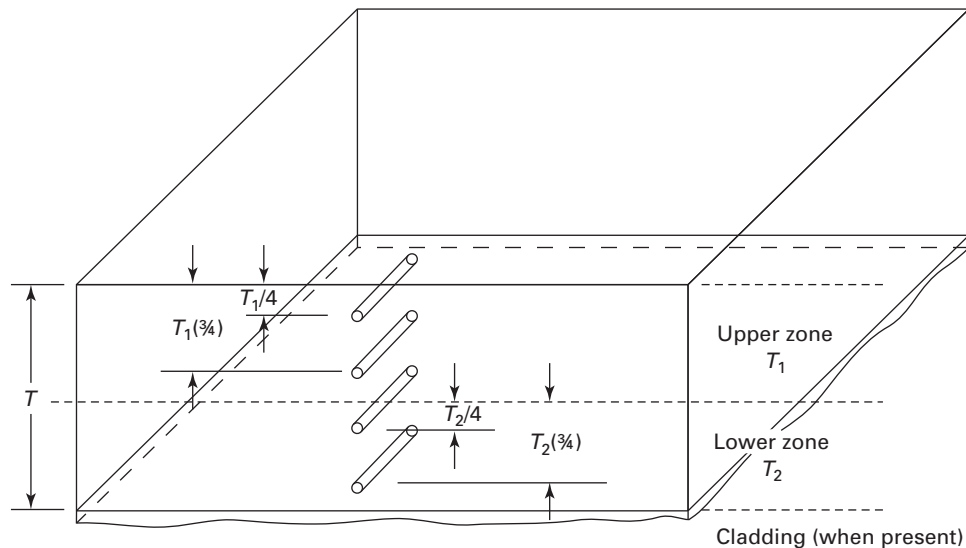 T₁/4
T₁(¾)
Upper zone
T₁
T
T₂/4
T₂(¾)
Lower zone
T₂
Cladding (when present)